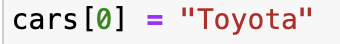 cars[0] = "Toyota"